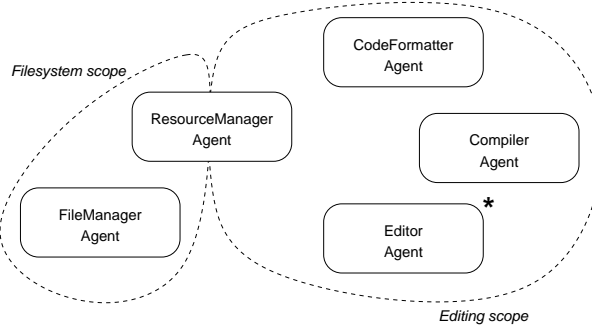 CodeFormatter
Agent
Filesystem scope
ResourceManager
Agent
Compiler
Agent
*
FileManager
Agent
Editor
Agent
Editing scope